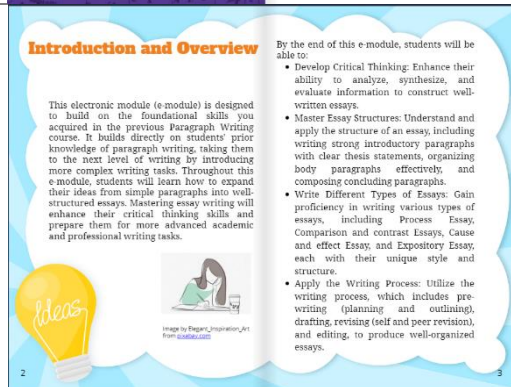 Introduction and Overview
This electronic module (e-module) is designed
to build on the foundational skills you
acquired in the previous Paragraph Writing
course. It builds directly on students' prior
knowledge of paragraph writing, taking them
to the next level of writing by introducing
more complex writing tasks. Throughout this
e-module, students will learn how to expand
their ideas from simple paragraphs into well-
structured essays. Mastering essay writing will
enhance their critical thinking skills and
prepare them for more advanced academic
and professional writing tasks.
Ideas
Image by Elegant_Inspiration_Art
from pixabay.com
2
By the end of this e-module, students will be
able to:
• Develop Critical Thinking: Enhance their
ability to analyze, synthesize, and
evaluate information to construct well-
written essays.
• Master Essay Structures: Understand and
apply the structure of an essay, including
writing strong introductory paragraphs
with clear thesis statements, organizing
body paragraphs effectively, and
composing concluding paragraphs.
• Write Different Types of Essays: Gain
proficiency in writing various types of
essays, including Process Essay,
Comparison and contrast Essays, Cause
and effect Essay, and Expository Essay,
each with their unique style and
structure.
• Apply the Writing Process: Utilize the
writing process, which includes pre-
writing (planning and outlining),
drafting, revising (self and peer revision),
and editing, to produce well-organized
essays.
3